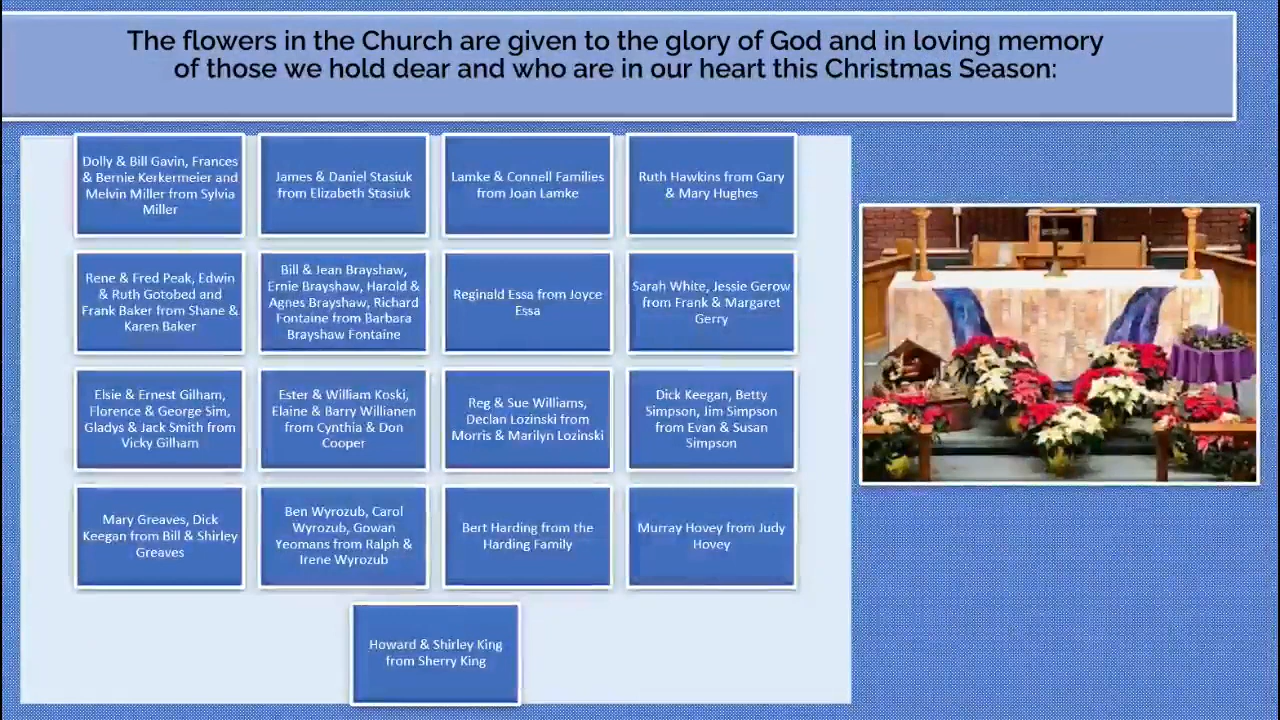 The flowers in the Church are given to the glory of God and in loving memory
of those we hold dear and who are in our heart this Christmas Season:
Dolly & Bill Gavin, Frances
& Bernie Kerkermeier and
Melvin Miller from Sylvia
Miller
James & Daniel Stasiuk
from Elizabeth Stasiuk
Lamke & Connell Families
from Joan Lamke
Ruth Hawkins from Gary
& Mary Hughes
Rene & Fred Peak, Edwin
& Ruth Gotobed and
Frank Baker from Shane &
Karen Baker
Bill & Jean Brayshaw,
Ernie Brayshaw, Harold &
Agnes Brayshaw, Richard
Fontaine from Barbara
Brayshaw Fontaine
Reginald Essa from Joyce
Essa
Sarah White, Jessie Gerow
from Frank & Margaret
Gerry
Elsie & Ernest Gilham,
Florence & George Sim,
Gladys & Jack Smith from
Vicky Gilham
Ester & William Koski,
Elaine & Barry Willianen
from Cynthia & Don
Cooper
Reg & Sue Williams,
Declan Lozinski from
Morris & Marilyn Lozinski
Dick Keegan, Betty
Simpson, Jim Simpson
from Evan & Susan
Simpson
Mary Greaves, Dick
Keegan from Bill & Shirley
Greaves
Ben Wyrozub, Carol
Wyrozub, Gowan
Yeomans from Ralph &
Irene Wyrozub
Bert Harding from the
Harding Family
Murray Hovey from Judy
Hovey
Howard & Shirley King
from Sherry King